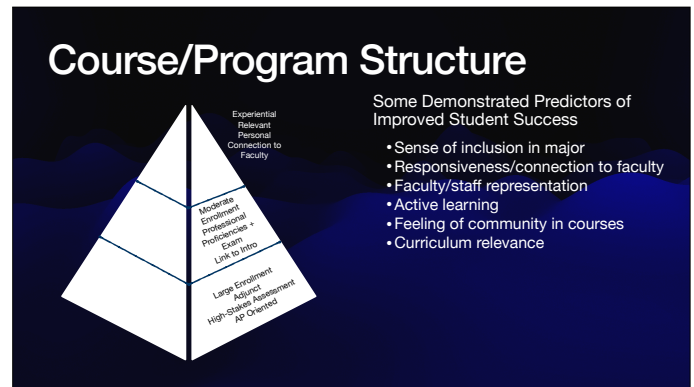 Course/Program Structure
Experiential
Relevant
Personal
Connection to
Faculty
Moderate
Enrollment
Professional
Proficiencies +
Exam
Link to Intro
Large Enrollment
Adjunct
High-Stakes Assessment
AP Oriented
Some Demonstrated Predictors of
Improved Student Success
•Sense of inclusion in major
•Responsiveness/connection to faculty
•Faculty/staff representation
•Active learning
•Feeling of community in courses
•Curriculum relevance